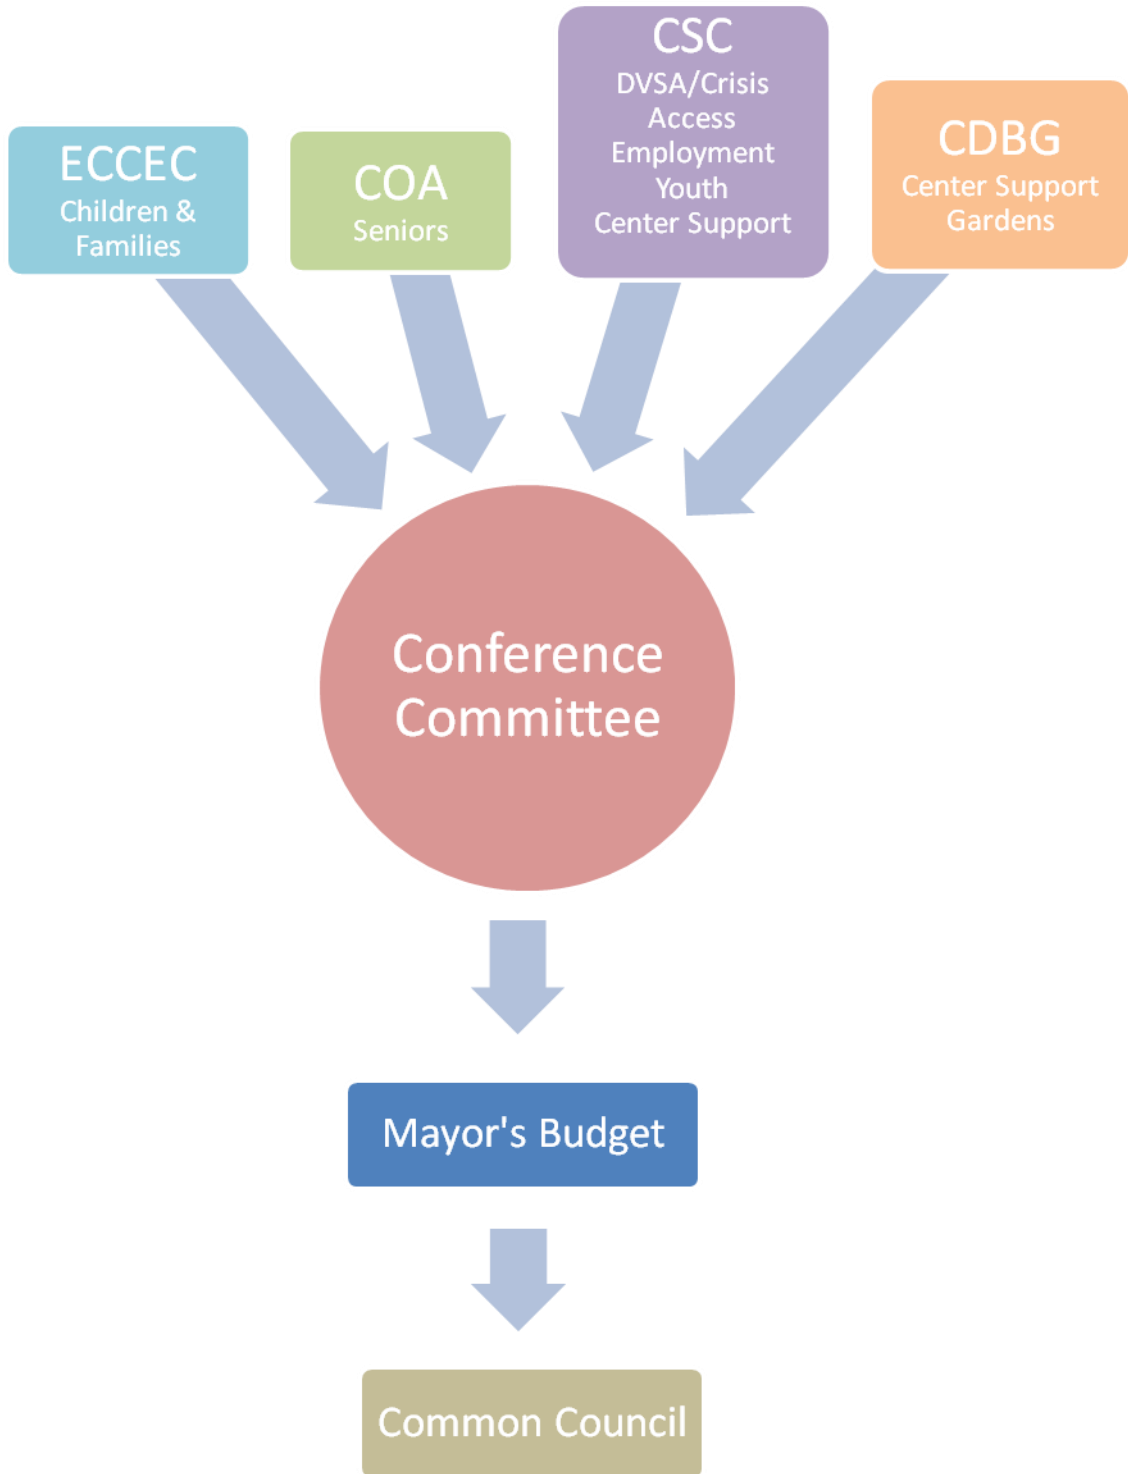 ECCEC
Children &
Families
COA
Seniors
CSC
DVSA/Crisis
Access
Employment
Youth
Center Support
CDBG
Center Support
Gardens
Conference
Committee
Mayor's Budget
Common Council